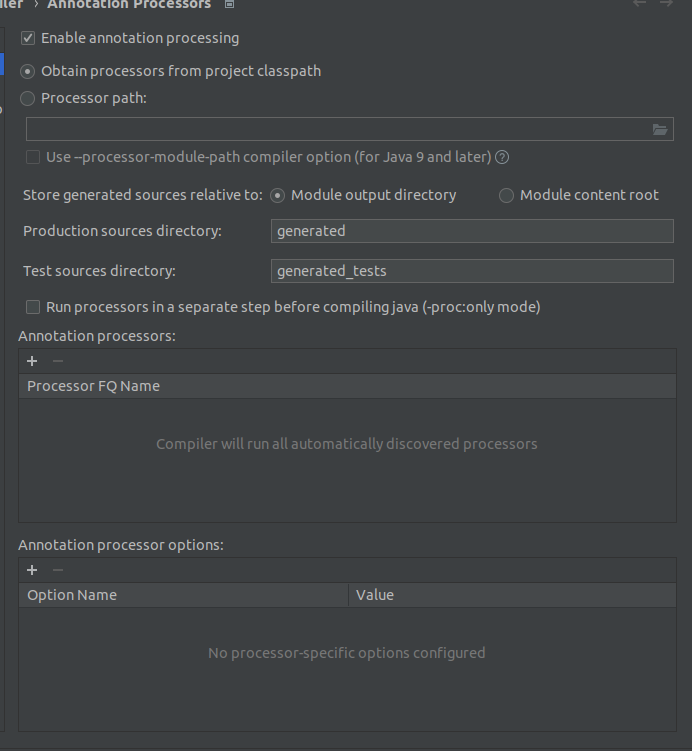 iler › Annotation Processors
Enable annotation processing
Obtain processors from project classpath
Processor path:
Use --processor-module-path compiler option (for Java 9 and later) ?
Store generated sources relative to: Module output directory Module content root
Production sources directory: generated
Test sources directory: generated_tests
Run processors in a separate step before compiling java (-proc:only mode)
Annotation processors:
+ −
Processor FQ Name
Compiler will run all automatically discovered processors
Annotation processor options:
+ −
Option Name Value
No processor-specific options configured